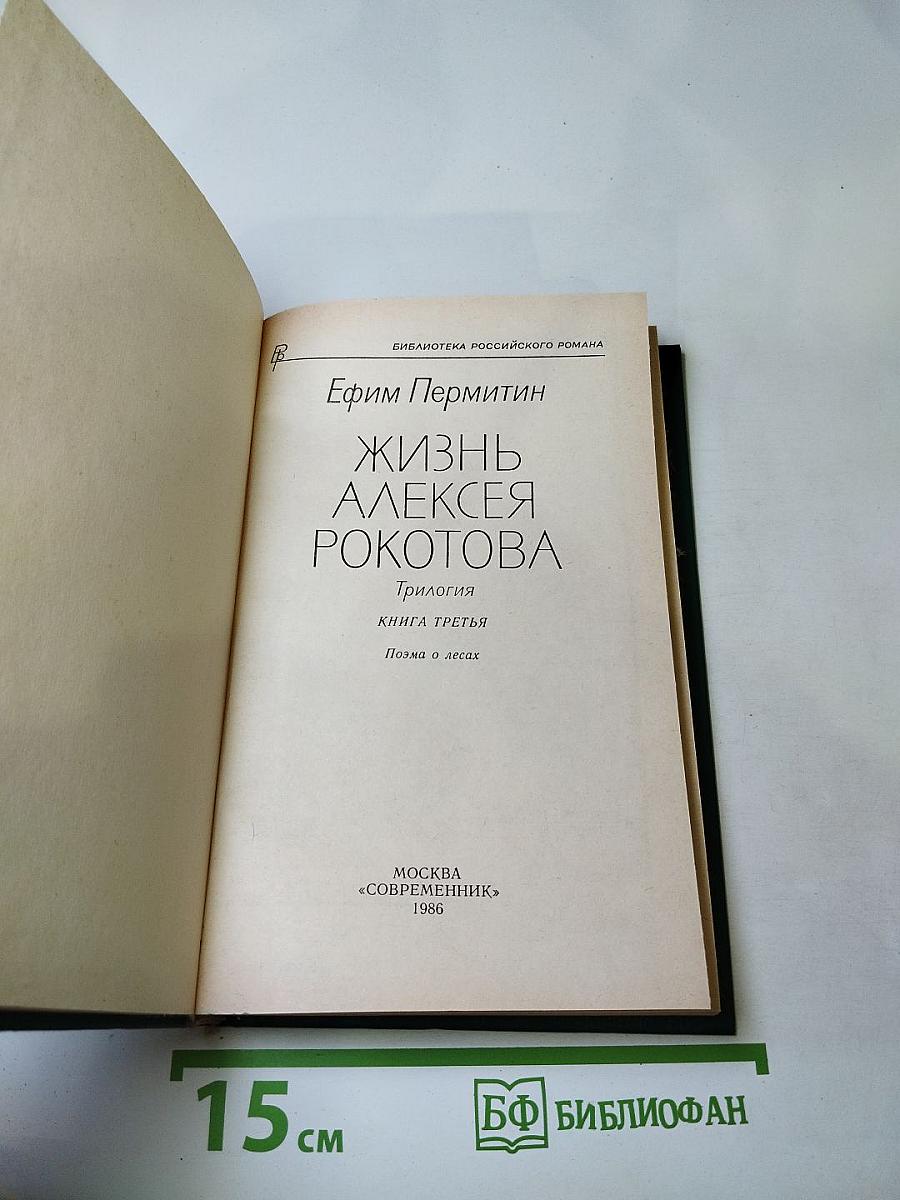 БИБЛИОТЕКА РОССИЙСКОГО РОМАНА
Ефим Пермитин
ЖИЗНЬ
АЛЕКСЕЯ
РОКОТОВА
Трилогия
КНИГА ТРЕТЬЯ
Поэма о лесах
МОСКВА
«СОВРЕМЕННИК»
1986
15 см
БФ БИБЛИОФАН